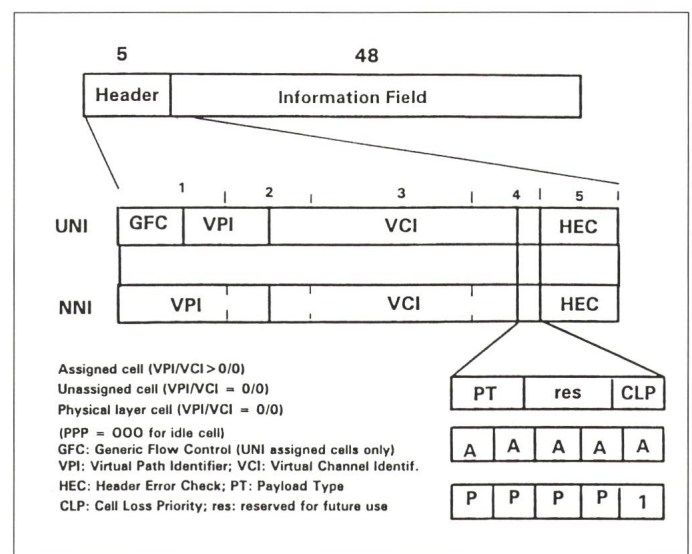 5 48
Header Information Field
1 2 3 4 5
UNI GFC VPI VCI HEC
NNI VPI VCI HEC
Assigned cell (VPI/VCI>0/0)
Unassigned cell (VPI/VCI = 0/0)
Physical layer cell (VPI/VCI = 0/0)
(PPP = 000 for idle cell)
GFC: Generic Flow Control (UNI assigned cells only)
VPI: Virtual Path Identifier; VCI: Virtual Channel Identif.
HEC: Header Error Check; PT: Payload Type
CLP: Cell Loss Priority; res: reserved for future use
PT res CLP
A A A A A
P P P P 1